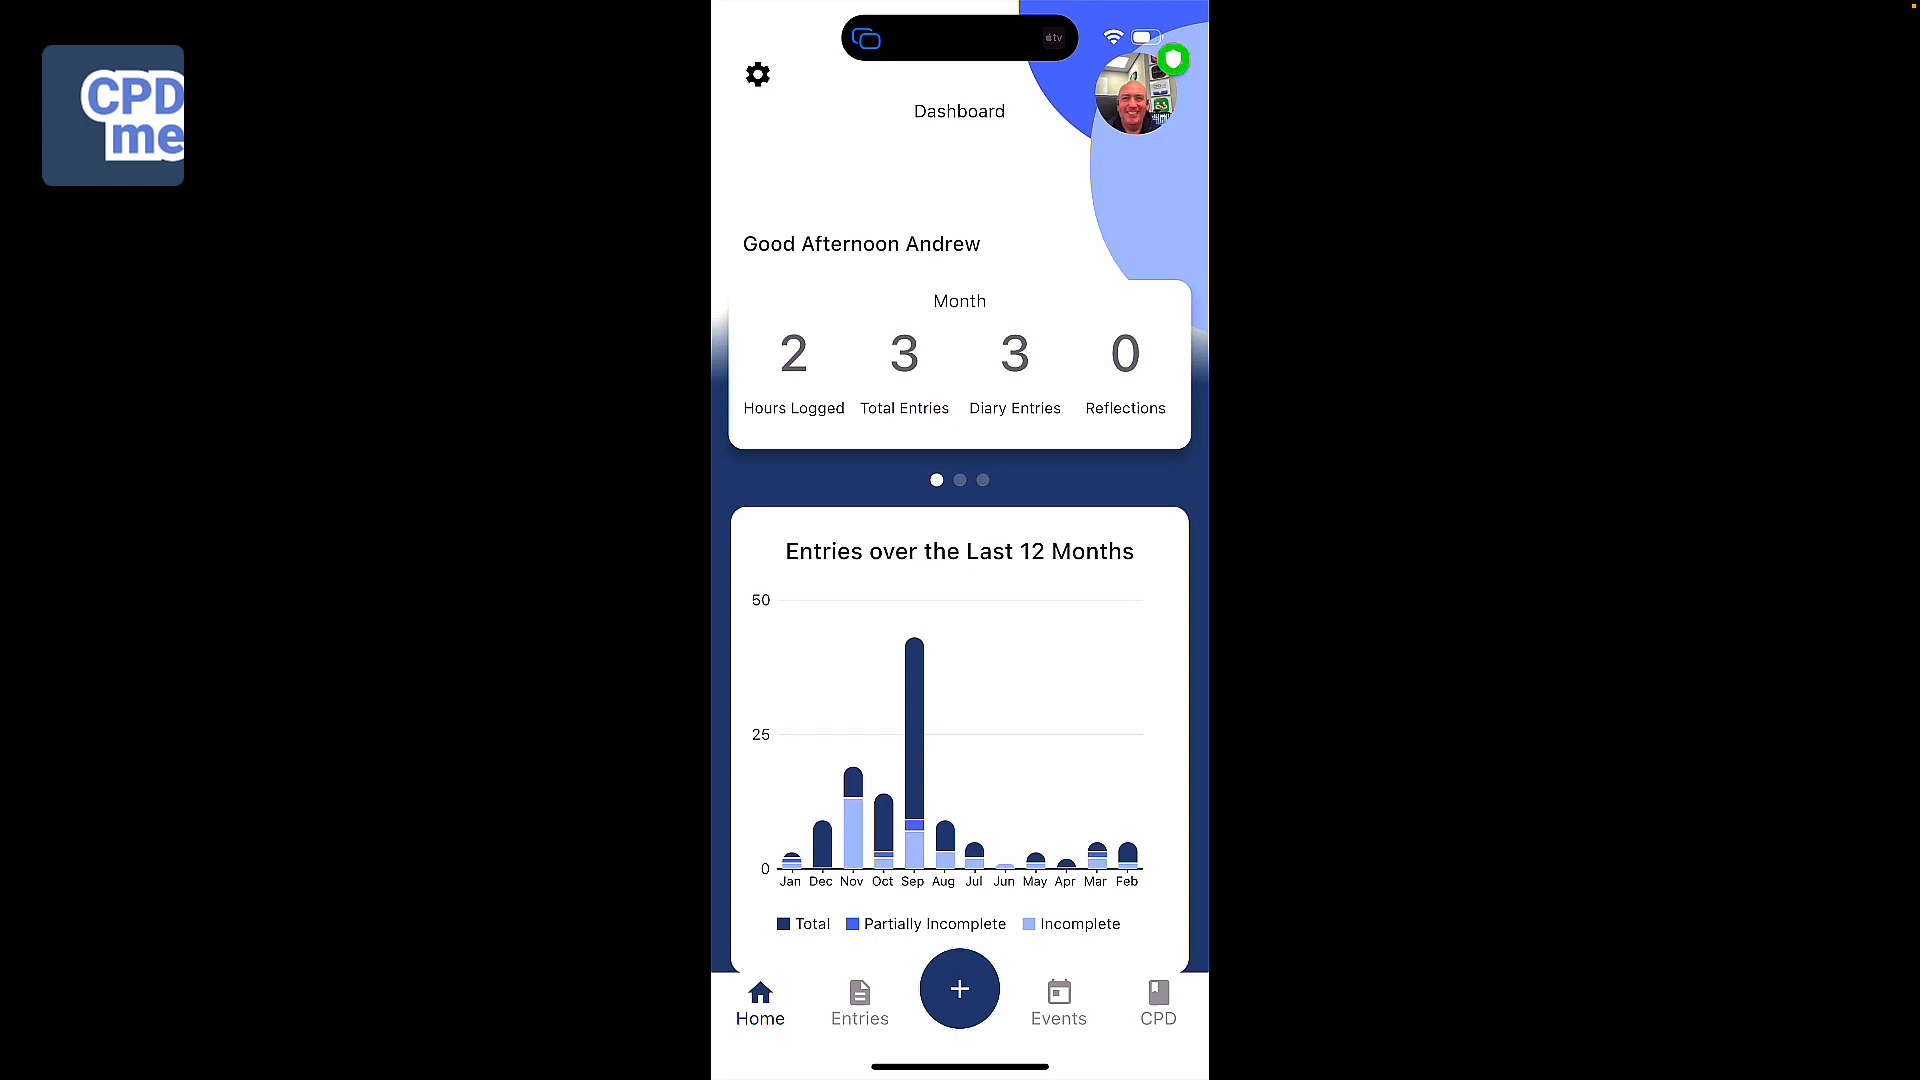 CPD
me
tv
Dashboard
Good Afternoon Andrew
Month
2 3 3 0
Hours Logged Total Entries Diary Entries Reflections
Entries over the Last 12 Months
50
25
0
Jan Dec Nov Oct Sep Aug Jul Jun May Apr Mar Feb
Total Partially Incomplete Incomplete
Home Entries + Events CPD